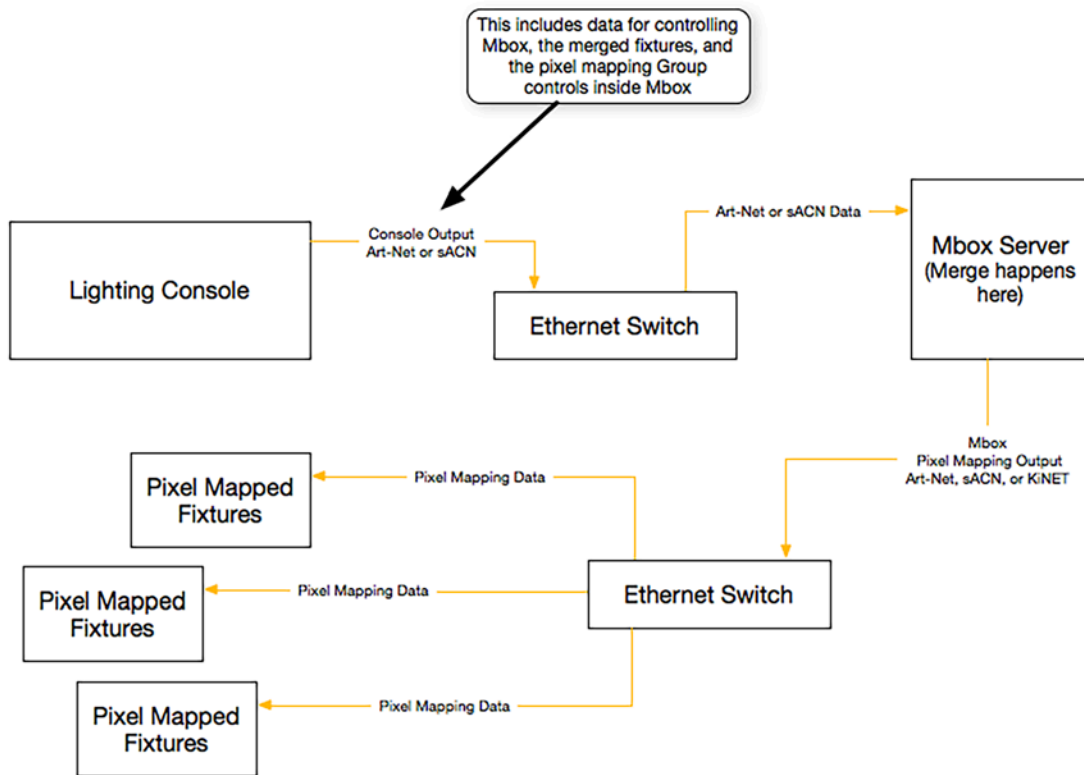 This includes data for controlling
Mbox, the merged fixtures, and
the pixel mapping Group
controls inside Mbox
Lighting Console
Console Output
Art-Net or sACN
Ethernet Switch
Art-Net or sACN Data
Mbox Server
(Merge happens
here)
Mbox
Pixel Mapping Output
Art-Net, sACN, or KiNET
Ethernet Switch
Pixel Mapping Data
Pixel Mapped
Fixtures
Pixel Mapping Data
Pixel Mapped
Fixtures
Pixel Mapping Data
Pixel Mapped
Fixtures